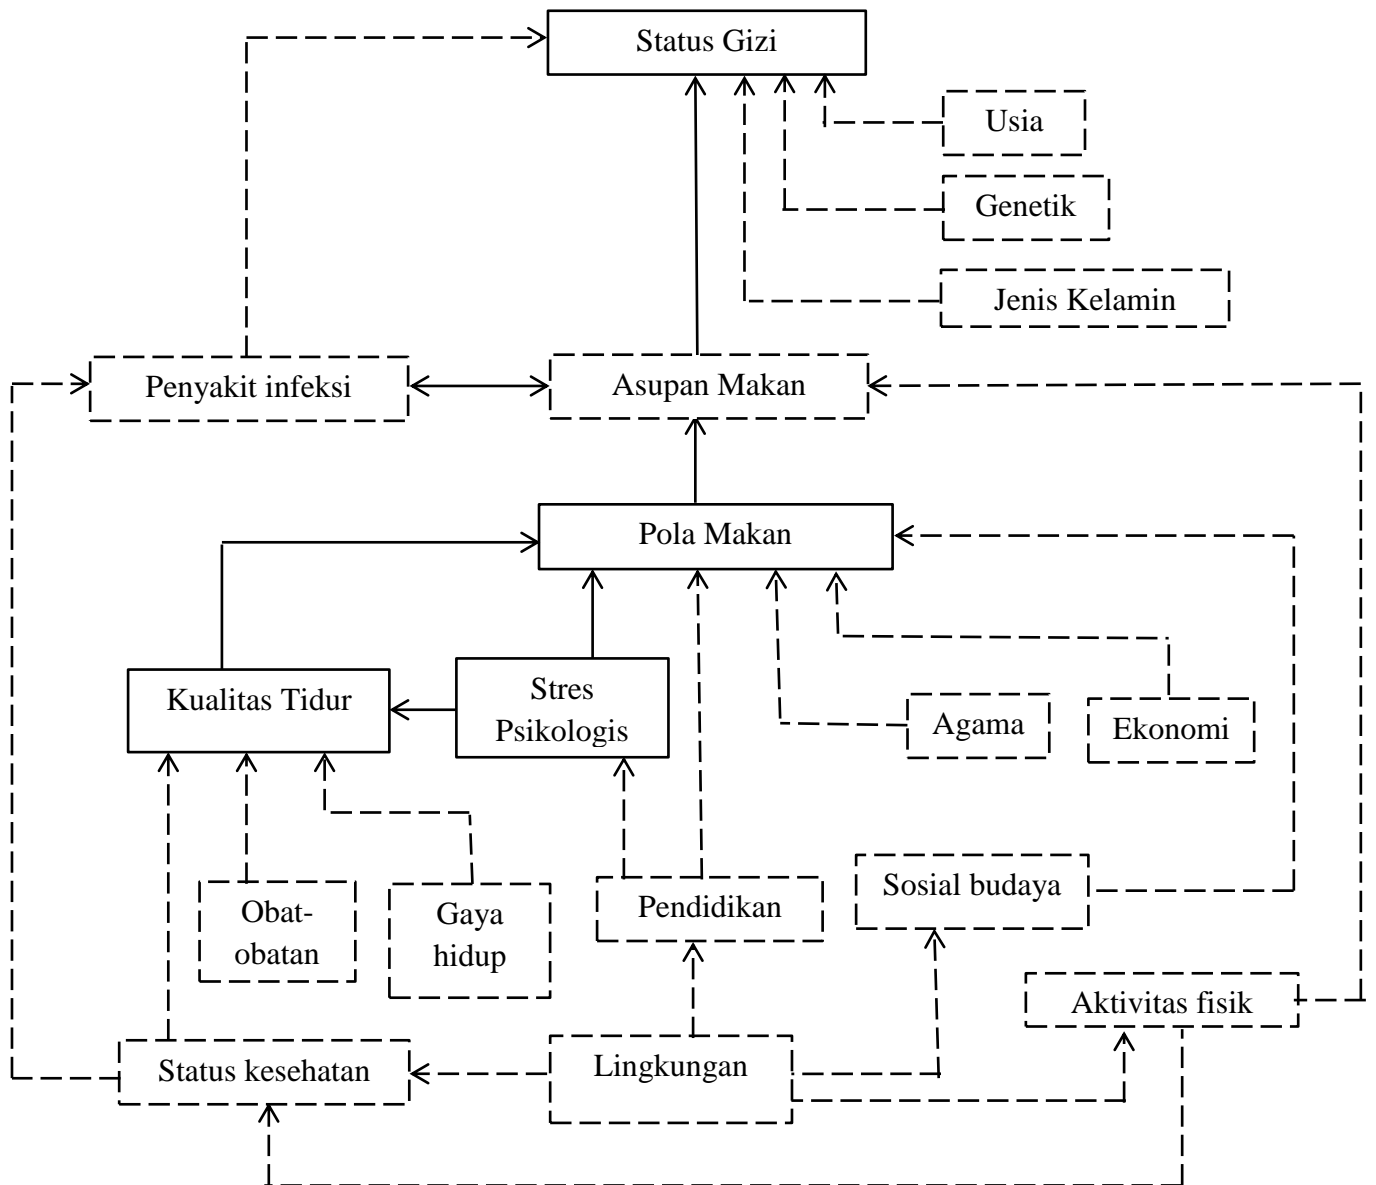 Status Gizi
Usia
Genetik
Jenis Kelamin
Penyakit infeksi
Asupan Makan
Pola Makan
Kualitas Tidur
Stres
Psikologis
Agama
Ekonomi
Obat-
obatan
Gaya
hidup
Pendidikan
Sosial budaya
Aktivitas fisik
Status kesehatan
Lingkungan